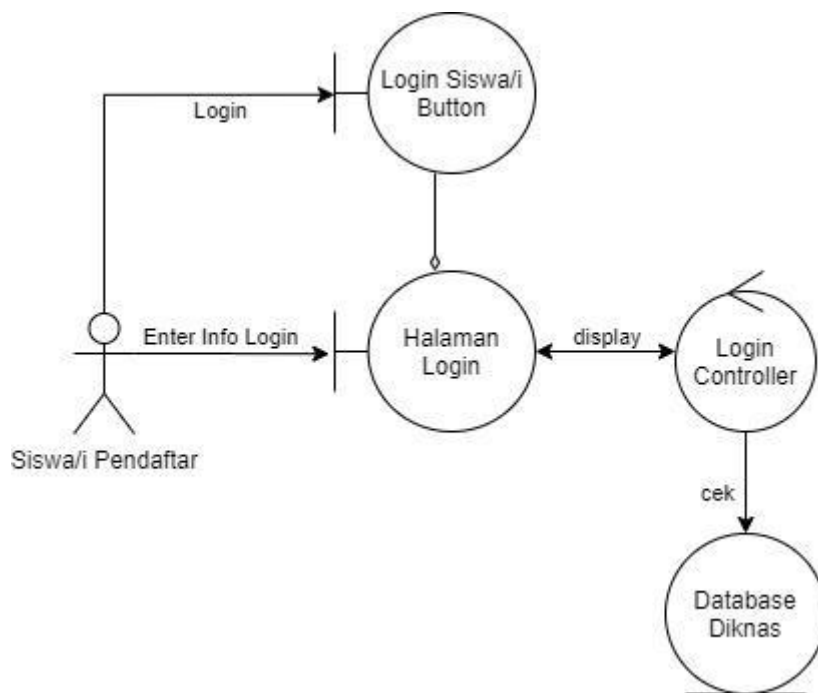 Login Siswa/i
Button
Login
Enter Info Login
Halaman
Login
display
Login
Controller
Siswa/i Pendaftar
cek
Database
Diknas